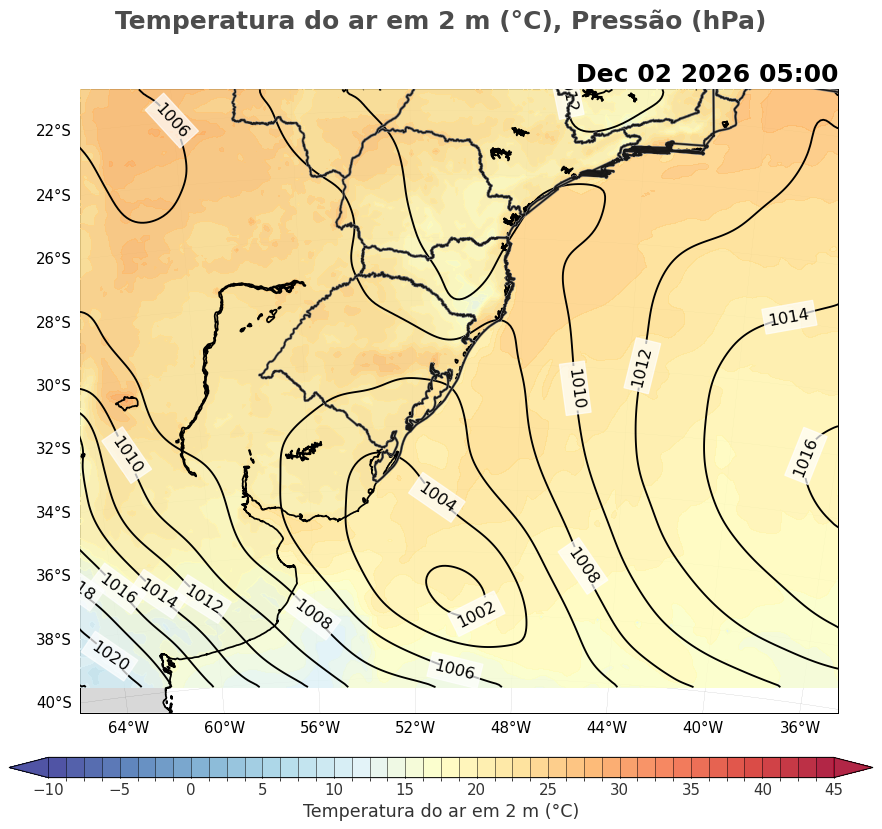 Temperatura do ar em 2 m (°C), Pressão (hPa)
Dec 02 2026 05:00
1006
22°S
24°S
26°S
28°S
30°S
32°S
34°S
36°S
38°S
40°S
1014
1012
1010
1016
1010
1004
1008
1002
1006
1008
1012
1014
1016
18
1020
64°W
60°W
56°W
52°W
48°W
44°W
40°W
36°W
−10
−5
0
5
10
15
20
25
30
35
40
45
Temperatura do ar em 2 m (°C)